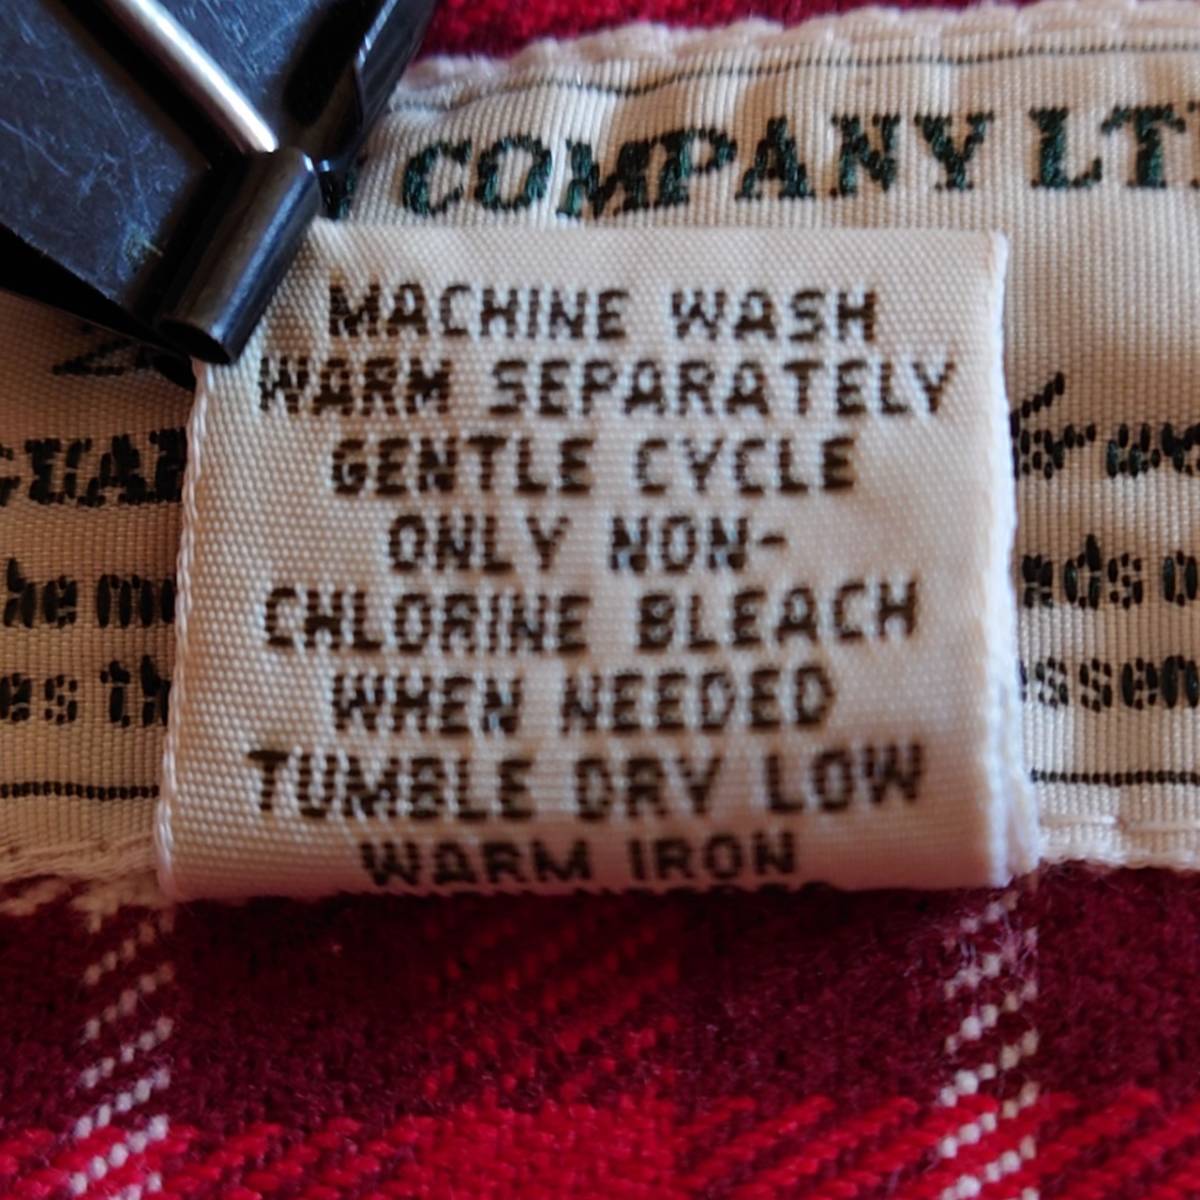 COMPANY LT
MACHINE WASH
WARM SEPARATELY
GENTLE CYCLE
ONLY NON-
CHLORINE BLEACH
WHEN NEEDED
TUMBLE DRY LOW
WARM IRON